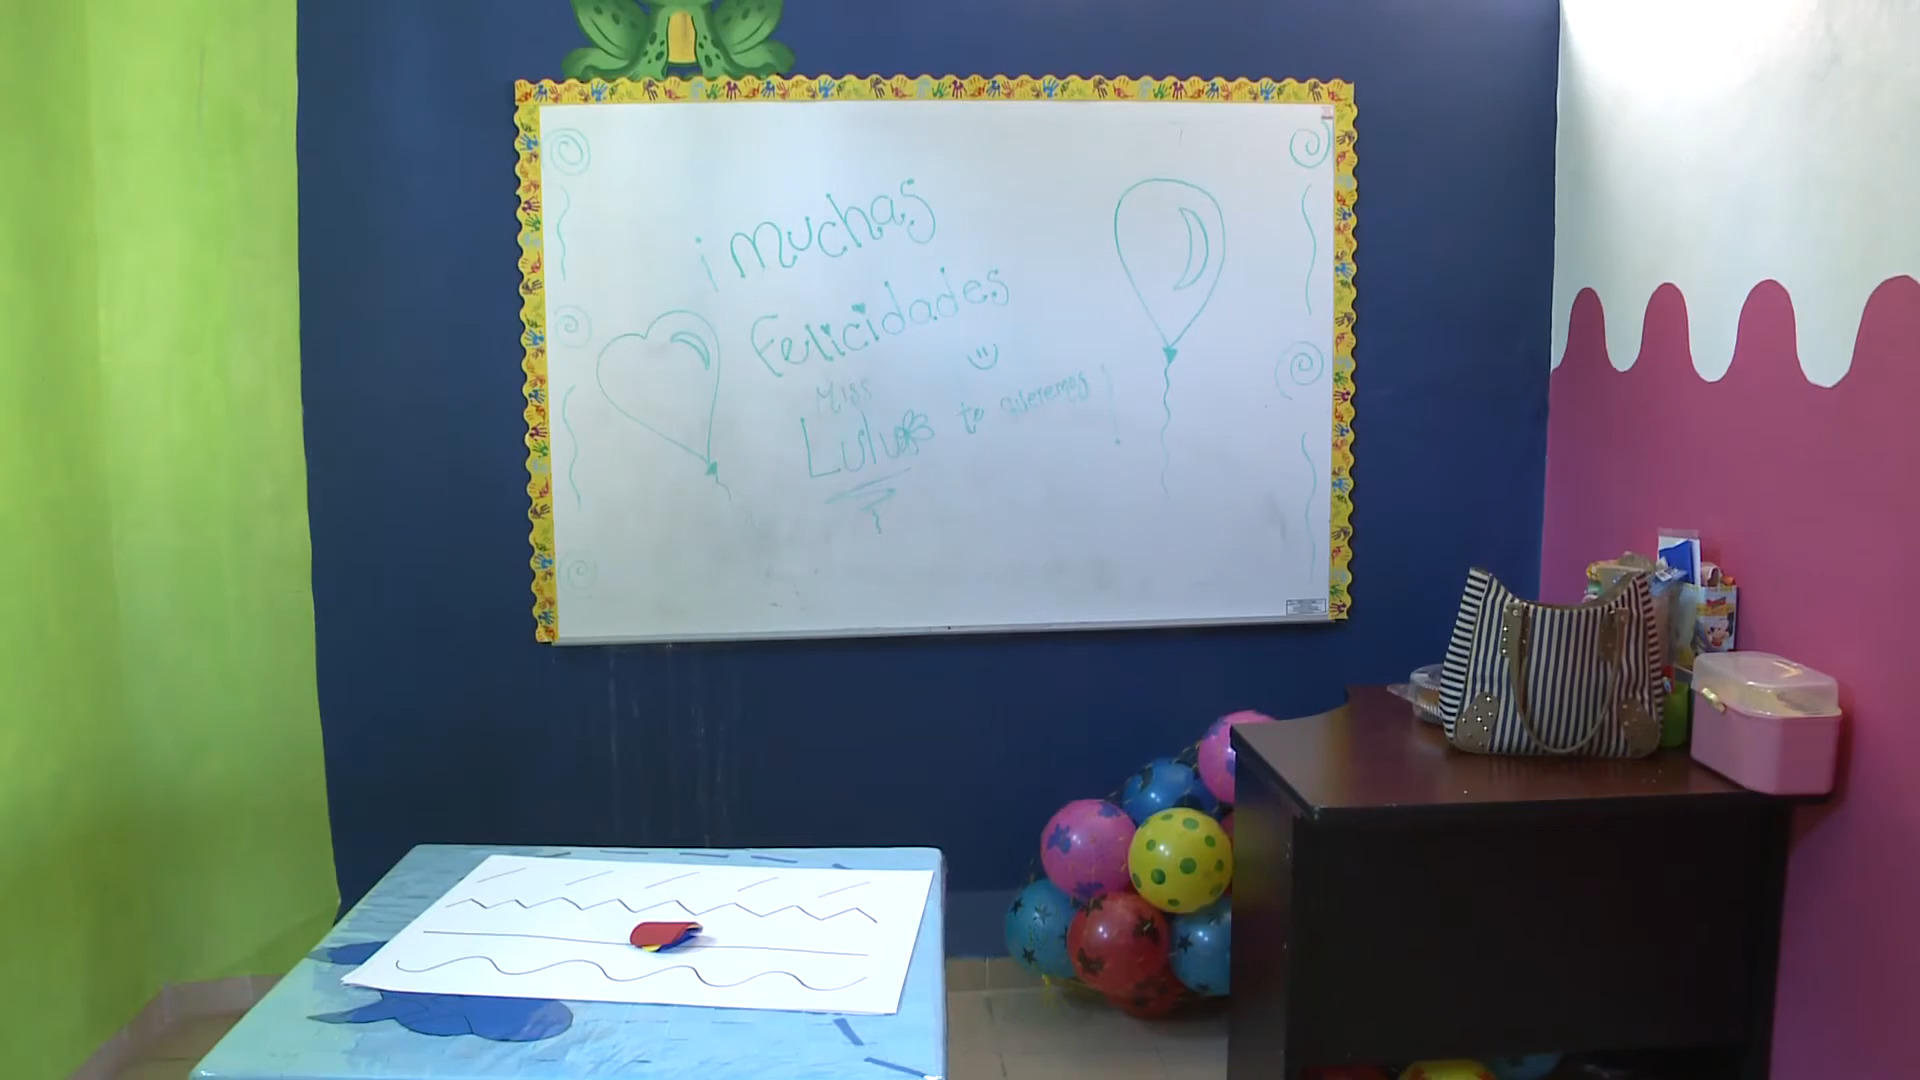 ¡Muchas
Felicidades
Miss
Lulu te queremos!